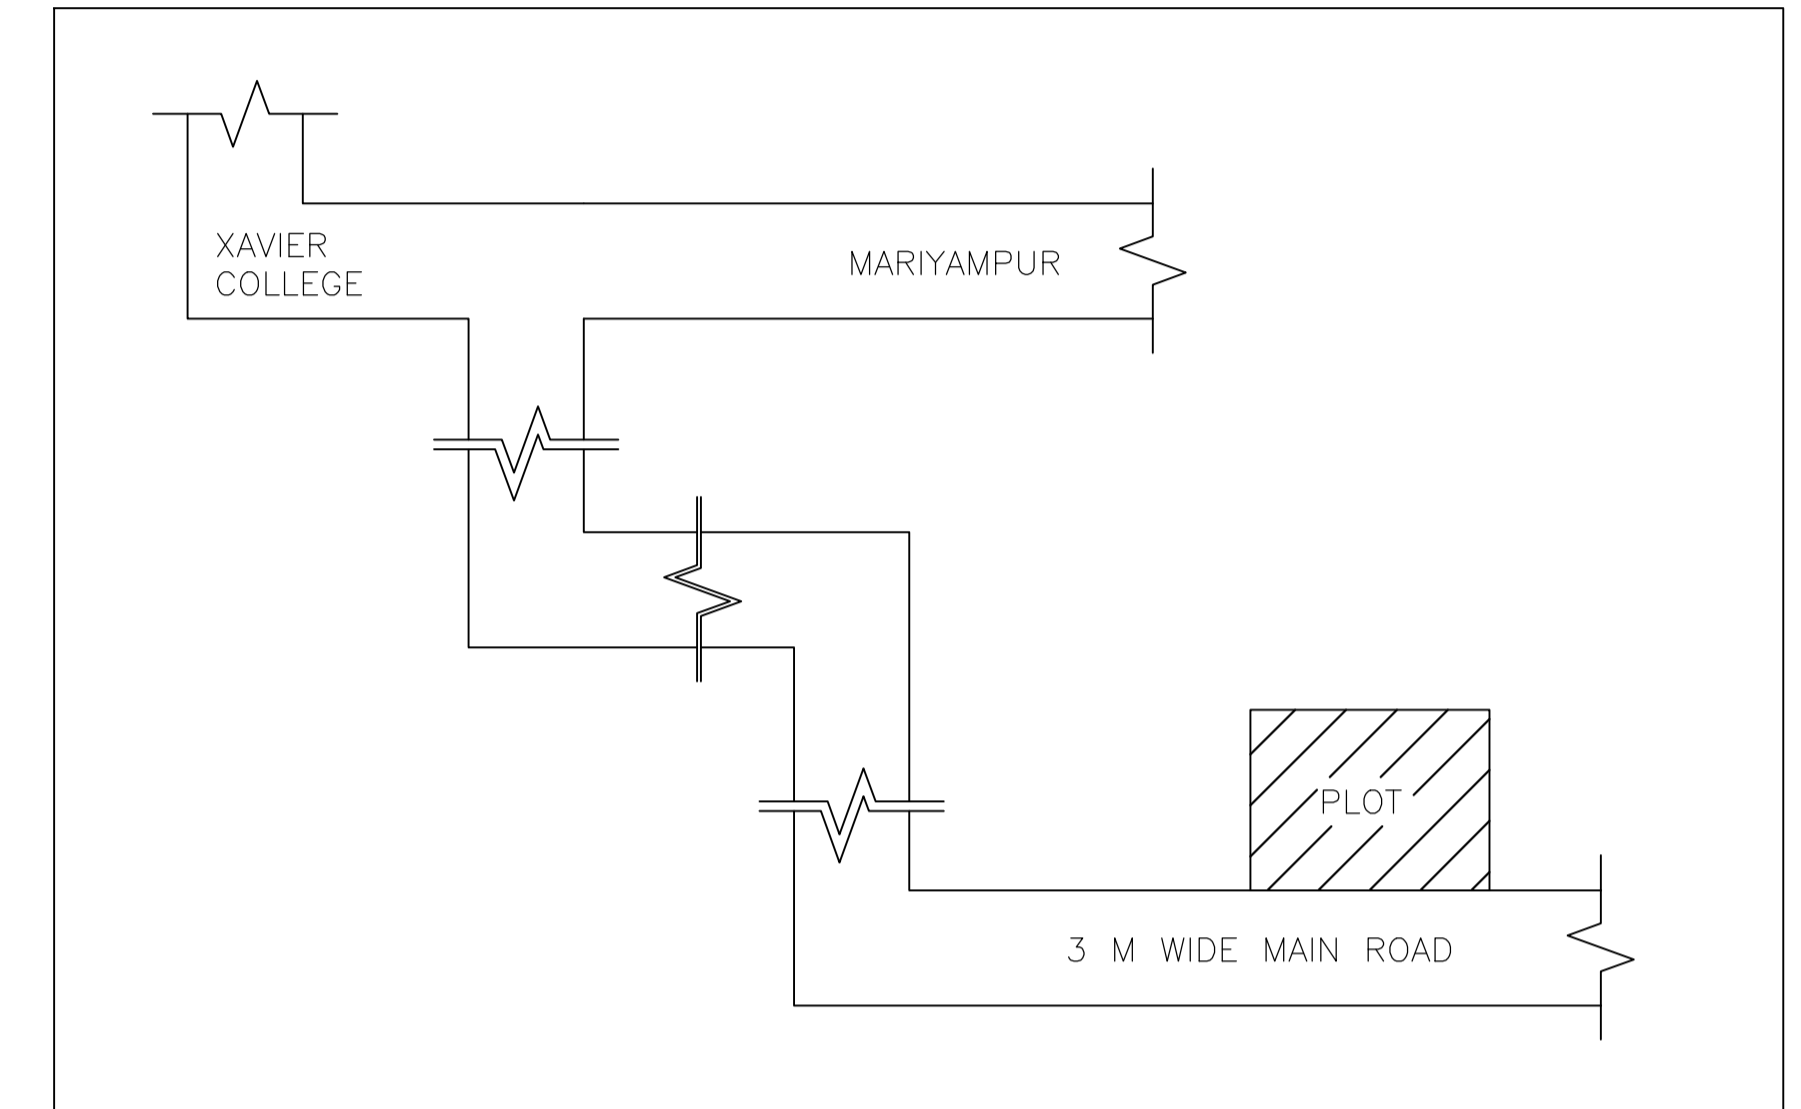 XAVIER
COLLEGE
MARIYAMPUR
PLOT
3 M WIDE MAIN ROAD